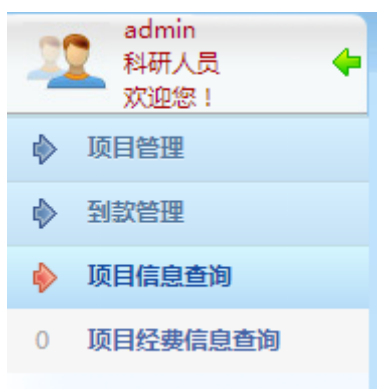 admin
科研人员
欢迎您！
项目管理
到款管理
项目信息查询
0 项目经费信息查询